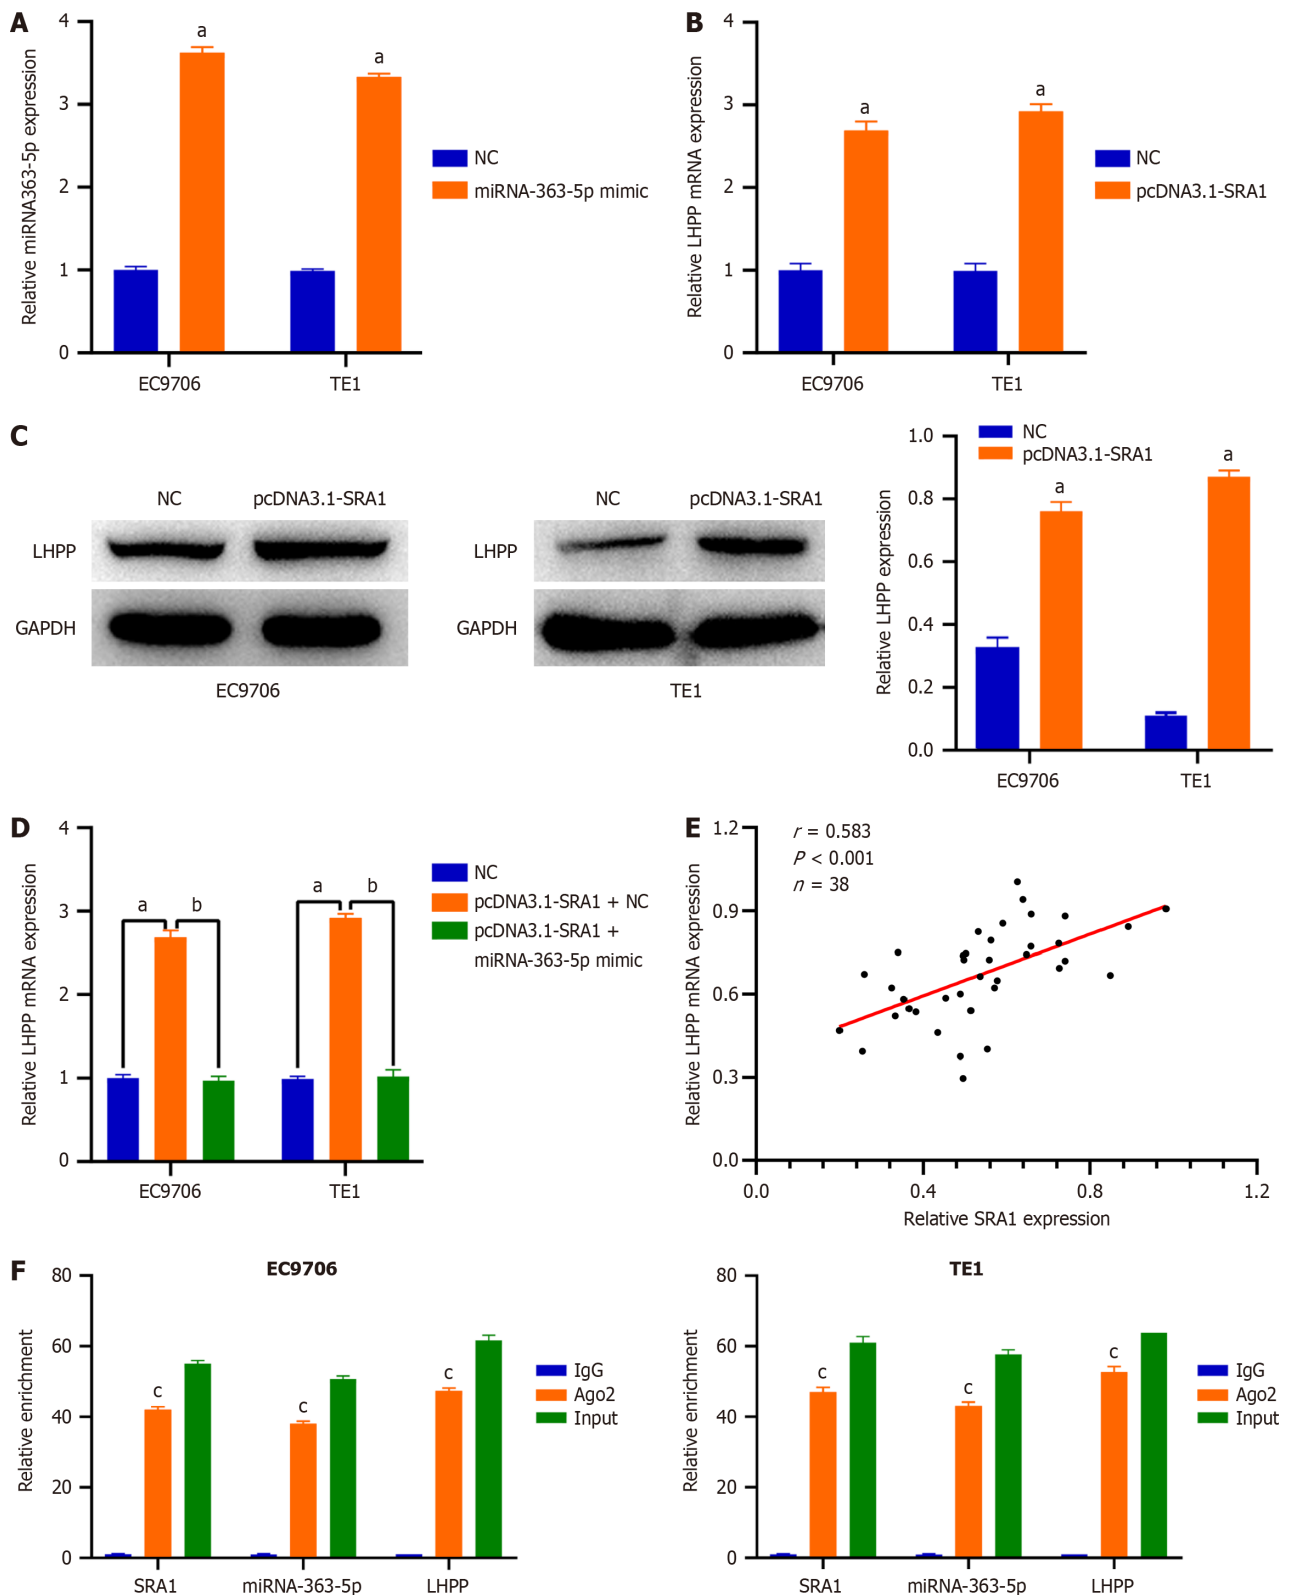 A
Relative miRNA363-5p expression
4
3
2
1
0
a
a
EC9706
TE1
NC
miRNA-363-5p mimic
B
Relative LHPP mRNA expression
4
3
2
1
0
a
a
EC9706
TE1
NC
pcDNA3.1-SRA1
C
NC
pcDNA3.1-SRA1
LHPP
GAPDH
EC9706
NC
pcDNA3.1-SRA1
LHPP
GAPDH
TE1
Relative LHPP expression
1.0
0.8
0.6
0.4
0.2
0.0
NC
pcDNA3.1-SRA1
a
a
EC9706
TE1
D
Relative LHPP mRNA expression
4
3
2
1
0
a
b
a
b
EC9706
TE1
NC
pcDNA3.1-SRA1 + NC
pcDNA3.1-SRA1 +
miRNA-363-5p mimic
E
Relative LHPP mRNA expression
1.2
0.9
0.6
0.3
0.0
r = 0.583
P < 0.001
n = 38
0.0
0.4
0.8
1.2
Relative SRA1 expression
F
EC9706
Relative enrichment
80
60
40
20
0
c
c
c
SRA1
miRNA-363-5p
LHPP
IgG
Ago2
Input
TE1
Relative enrichment
80
60
40
20
0
c
c
c
SRA1
miRNA-363-5p
LHPP
IgG
Ago2
Input